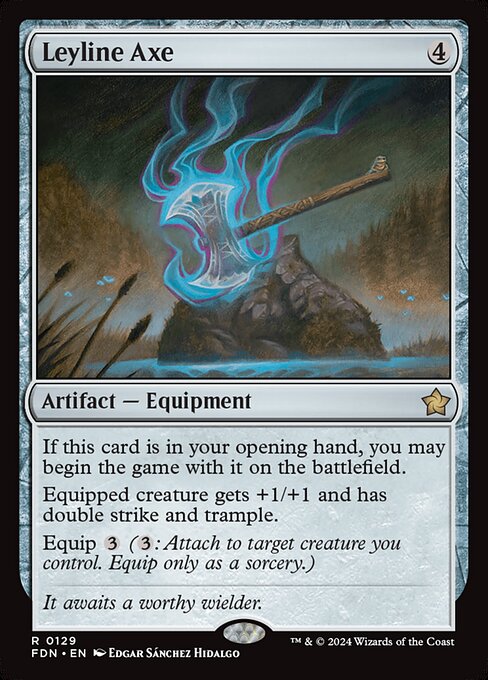 Leyline Axe 4
Artifact — Equipment
If this card is in your opening hand, you may
begin the game with it on the battlefield.
Equipped creature gets +1/+1 and has
double strike and trample.
Equip 3 (3: Attach to target creature you
control. Equip only as a sorcery.)
It awaits a worthy wielder.
R 0129
FDN • EN Edgar Sánchez Hidalgo
™ & © 2024 Wizards of the Coast